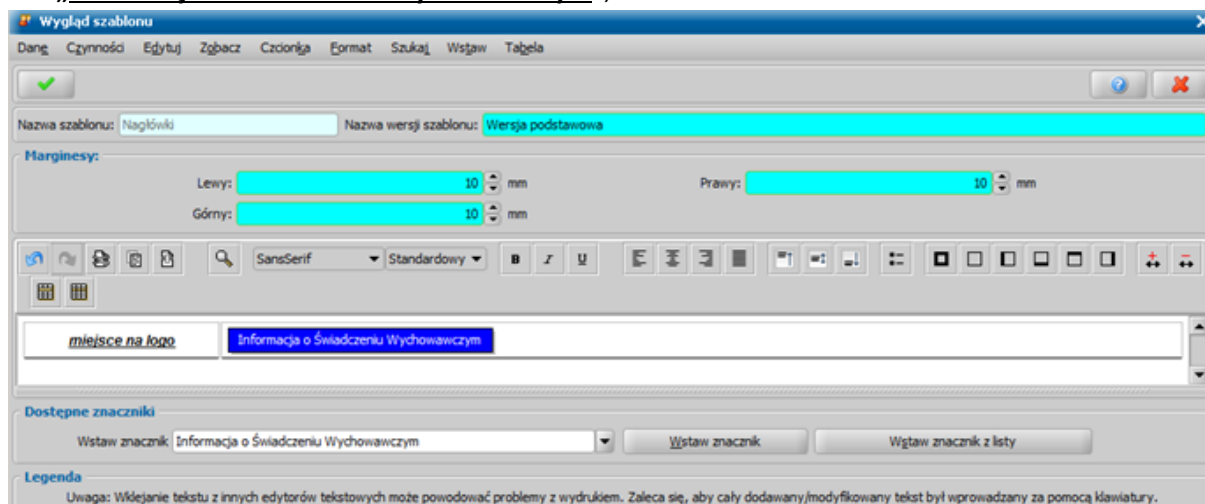 Wygląd szablonu
Dane Czynności Edytuj Zobacz Czcionka Format Szukaj Wstaw Tabela
Nazwa szablonu: Nagłówki Nazwa wersji szablonu: Wersja podstawowa
Marginesy:
Lewy: 10 mm Prawy: 10 mm
Górny: 10 mm
SansSerif Standardowy B I U
miejsce na logo Informacja o Świadczeniu Wychowawczym
Dostępne znaczniki
Wstaw znacznik Informacja o Świadczeniu Wychowawczym Wstaw znacznik Wstaw znacznik z listy
Legenda
Uwaga: Wklejanie tekstu z innych edytorów tekstowych może powodować problemy z wydrukiem. Zaleca się, aby cały dodawany/modyfikowany tekst był wprowadzany za pomocą klawiatury.